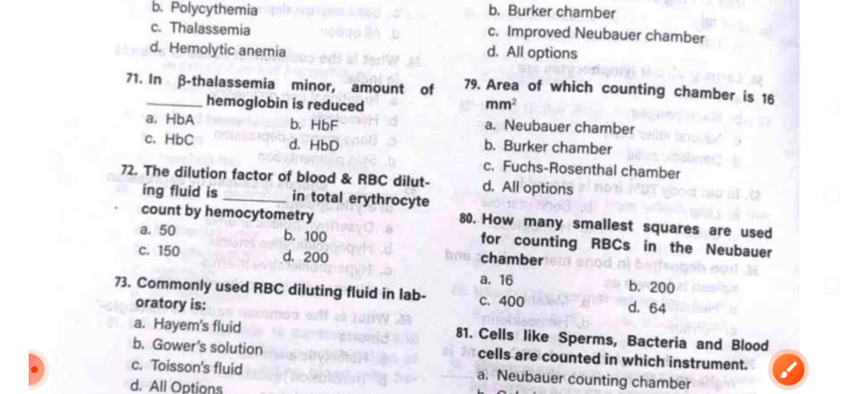 b. Polycythemia
c. Thalassemia
d. Hemolytic anemia
71. In β-thalassemia minor, amount of
_______ hemoglobin is reduced
a. HbA b. HbF
c. HbC d. HbD
72. The dilution factor of blood & RBC dilut-
ing fluid is ________ in total erythrocyte
count by hemocytometry
a. 50 b. 100
c. 150 d. 200
73. Commonly used RBC diluting fluid in lab-
oratory is:
a. Hayem's fluid
b. Gower's solution
c. Toisson's fluid
d. All Options
b. Burker chamber
c. Improved Neubauer chamber
d. All options
79. Area of which counting chamber is 16
mm²
a. Neubauer chamber
b. Burker chamber
c. Fuchs-Rosenthal chamber
d. All options
80. How many smallest squares are used
for counting RBCs in the Neubauer
chamber
a. 16 b. 200
c. 400 d. 64
81. Cells like Sperms, Bacteria and Blood
cells are counted in which instrument.
a. Neubauer counting chamber